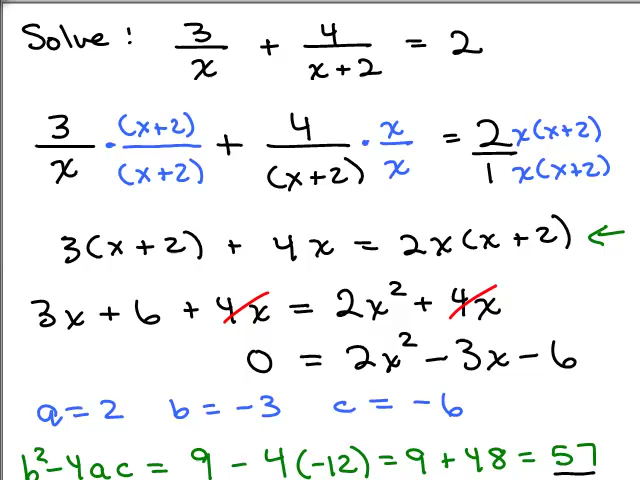 Solve: 3/x + 4/(x+2) = 2
3/x · (x+2)/(x+2) + 4/(x+2) · x/x = 2/1 x(x+2)/x(x+2)
3(x+2) + 4x = 2x(x+2) ←
3x + 6 + 4x = 2x² + 4x
0 = 2x² - 3x - 6
a = 2 b = -3 c = -6
b² - 4ac = 9 - 4(-12) = 9 + 48 = 57